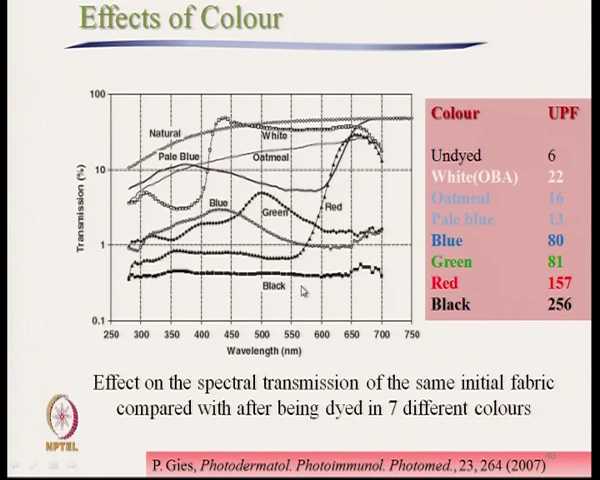 Effects of Colour
100
10
1
0.1
Transmission (%)
250 300 350 400 450 500 550 600 650 700 750
Wavelength (nm)
Natural
White
Pale Blue
Oatmeal
Blue
Green
Red
Black
Colour UPF
Undyed 6
White(OBA) 22
Oatmeal 16
Pale blue 13
Blue 80
Green 81
Red 157
Black 256
Effect on the spectral transmission of the same initial fabric
compared with after being dyed in 7 different colours
NPTEL
P. Gies, Photodermatol. Photoimmunol. Photomed., 23, 264 (2007)